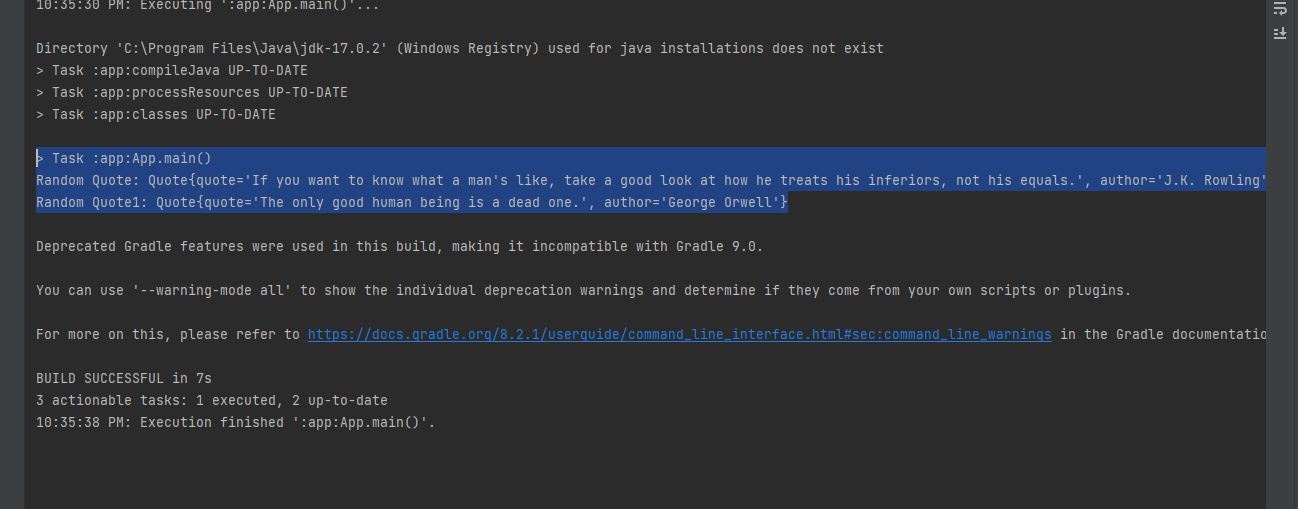 10:35:30 PM: Executing ':app:App.main()'...
Directory 'C:\Program Files\Java\jdk-17.0.2' (Windows Registry) used for java installations does not exist
> Task :app:compileJava UP-TO-DATE
> Task :app:processResources UP-TO-DATE
> Task :app:classes UP-TO-DATE
> Task :app:App.main()
Random Quote: Quote{quote='If you want to know what a man's like, take a good look at how he treats his inferiors, not his equals.', author='J.K. Rowling'
Random Quote1: Quote{quote='The only good human being is a dead one.', author='George Orwell'}
Deprecated Gradle features were used in this build, making it incompatible with Gradle 9.0.
You can use '--warning-mode all' to show the individual deprecation warnings and determine if they come from your own scripts or plugins.
For more on this, please refer to https://docs.gradle.org/8.2.1/userguide/command_line_interface.html#sec:command_line_warnings in the Gradle documentatio
BUILD SUCCESSFUL in 7s
3 actionable tasks: 1 executed, 2 up-to-date
10:35:38 PM: Execution finished ':app:App.main()'.